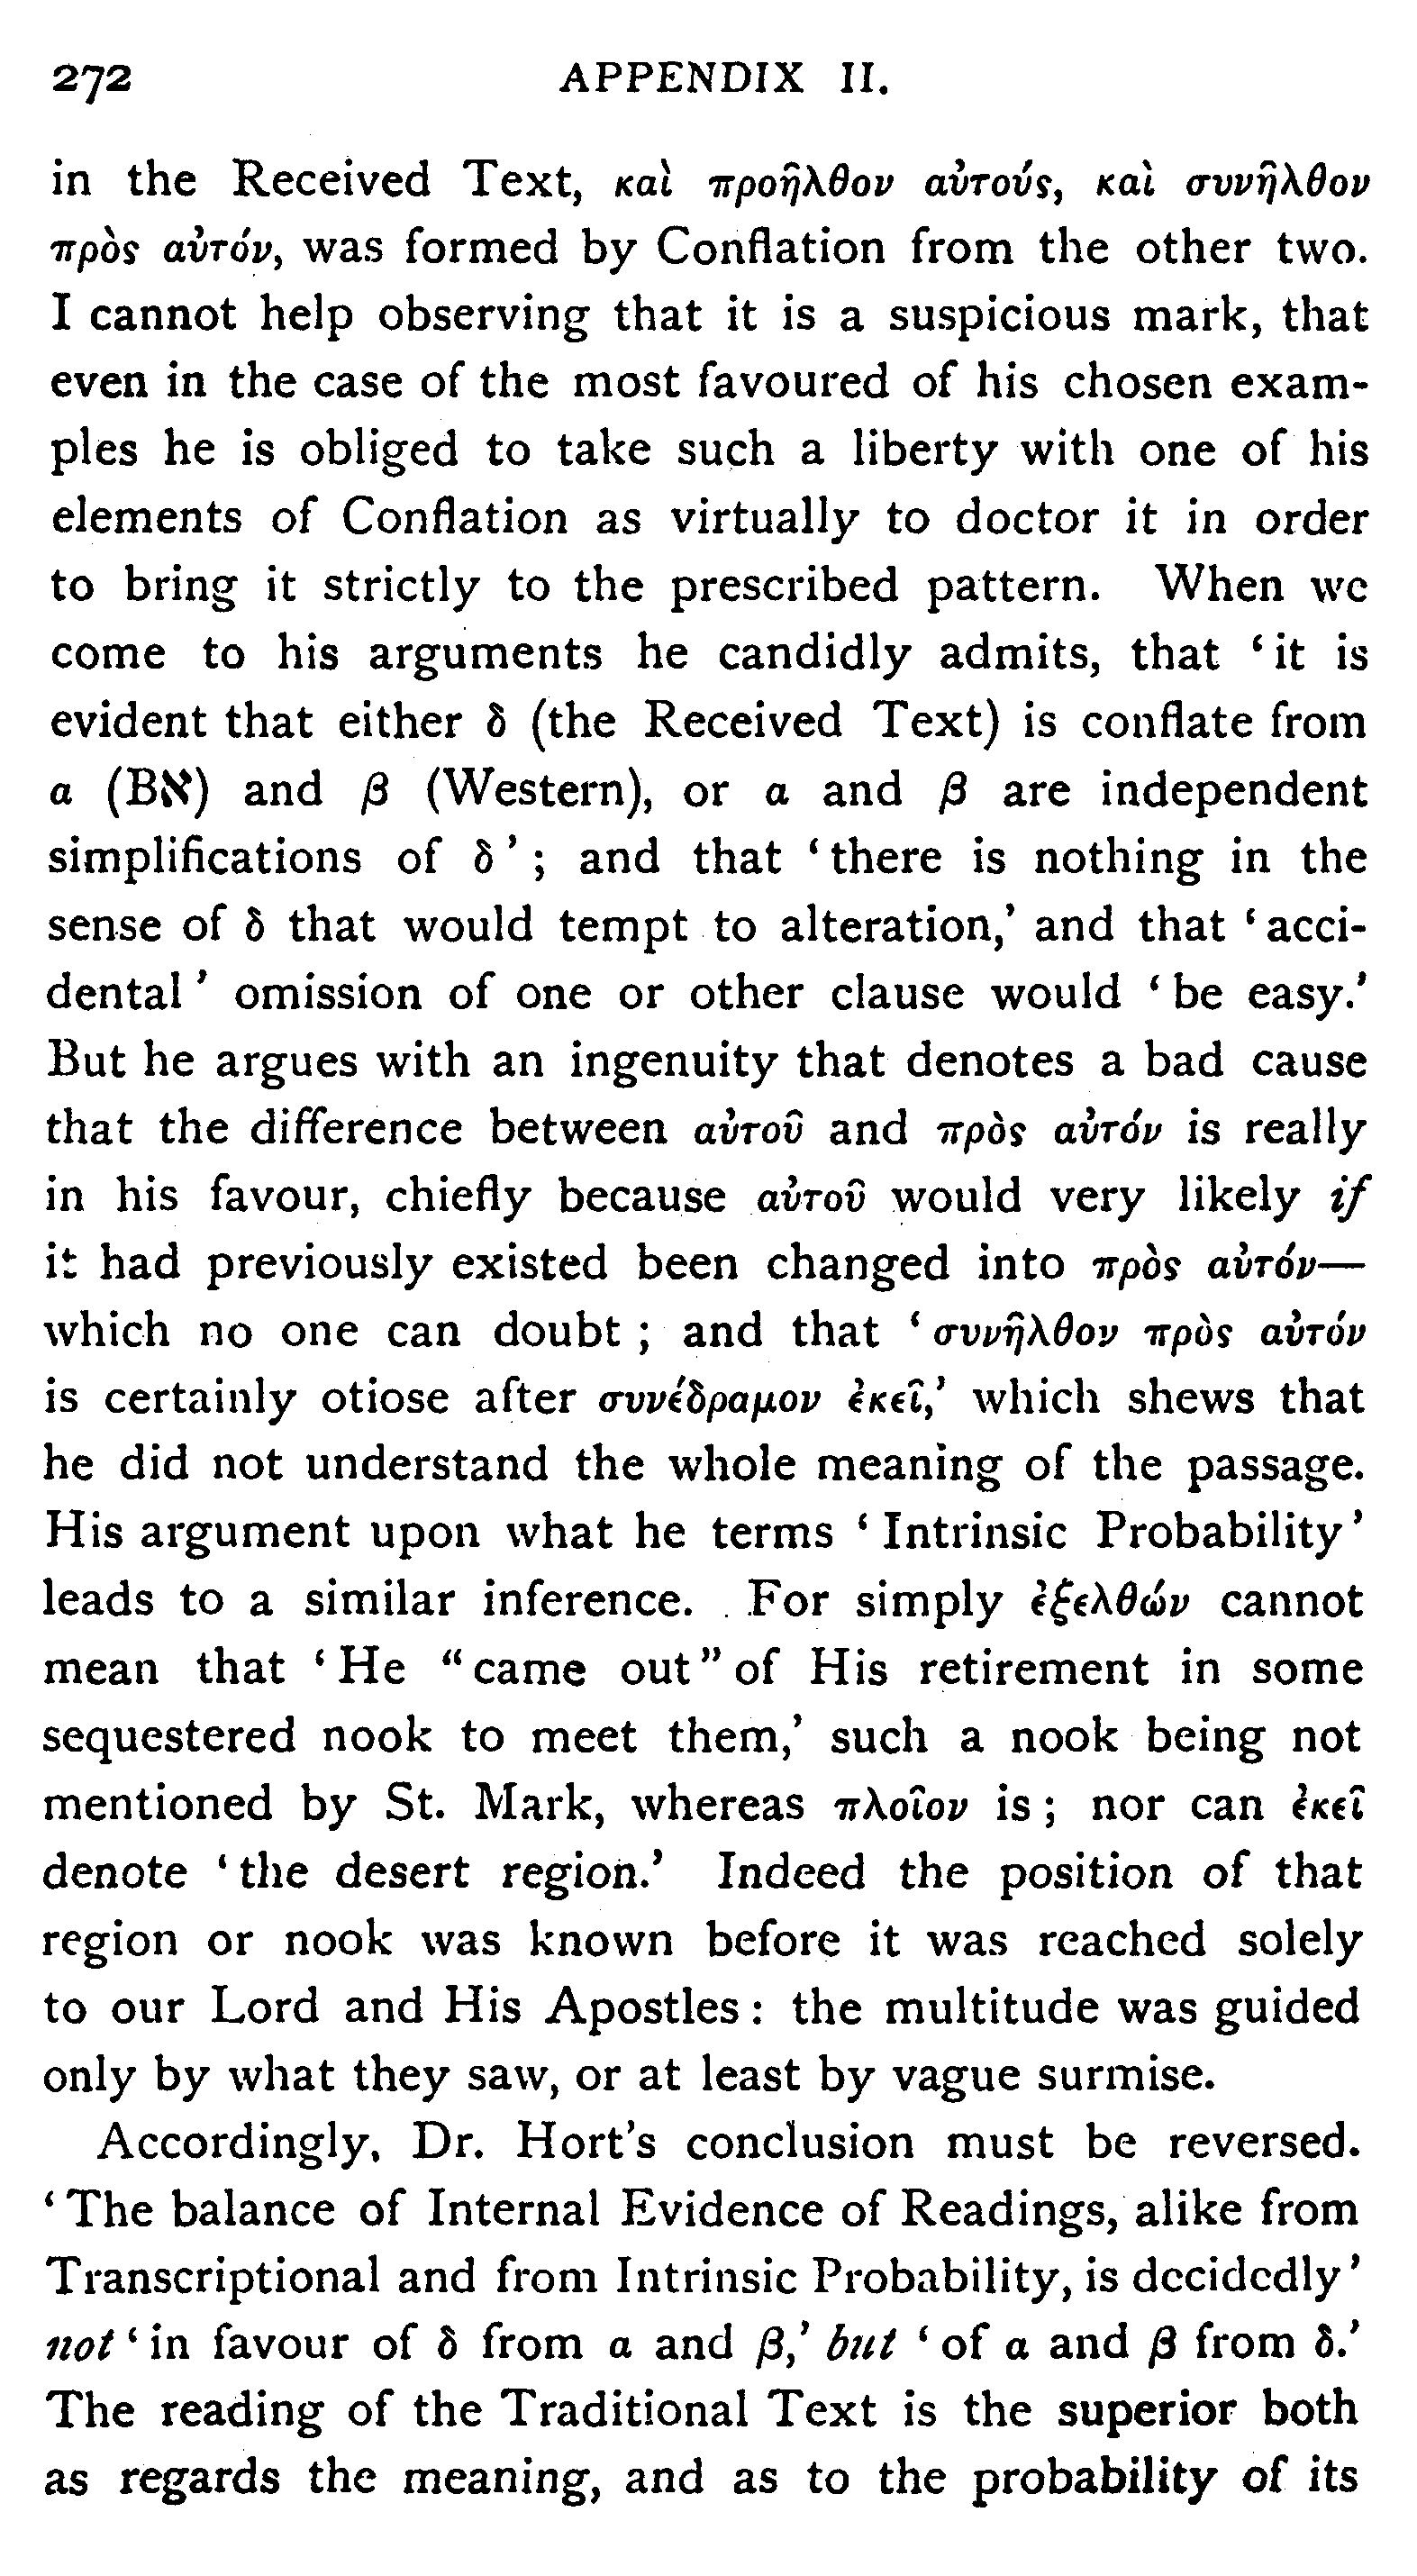 272 APPENDIX II.
in the Received Text, καὶ προῆλθον αὐτούς, καὶ συνῆλθον
πρὸς αὐτόν, was formed by Conflation from the other two.
I cannot help observing that it is a suspicious mark, that
even in the case of the most favoured of his chosen exam-
ples he is obliged to take such a liberty with one of his
elements of Conflation as virtually to doctor it in order
to bring it strictly to the prescribed pattern. When we
come to his arguments he candidly admits, that ‘it is
evident that either δ (the Received Text) is conflate from
α (Bא) and β (Western), or α and β are independent
simplifications of δ’; and that ‘there is nothing in the
sense of δ that would tempt to alteration,’ and that ‘acci-
dental’ omission of one or other clause would ‘be easy.’
But he argues with an ingenuity that denotes a bad cause
that the difference between αὐτοῦ and πρὸς αὐτόν is really
in his favour, chiefly because αὐτοῦ would very likely if
it had previously existed been changed into πρὸς αὐτόν—
which no one can doubt; and that ‘συνῆλθον πρὸς αὐτόν
is certainly otiose after συνέδραμον ἐκεῖ,’ which shews that
he did not understand the whole meaning of the passage.
His argument upon what he terms ‘Intrinsic Probability’
leads to a similar inference. For simply ἐξελθών cannot
mean that ‘He “came out” of His retirement in some
sequestered nook to meet them,’ such a nook being not
mentioned by St. Mark, whereas πλοῖον is; nor can ἐκεῖ
denote ‘the desert region.’ Indeed the position of that
region or nook was known before it was reached solely
to our Lord and His Apostles: the multitude was guided
only by what they saw, or at least by vague surmise.
Accordingly, Dr. Hort's conclusion must be reversed.
‘The balance of Internal Evidence of Readings, alike from
Transcriptional and from Intrinsic Probability, is decidedly’
not ‘in favour of δ from α and β,’ but ‘of α and β from δ.’
The reading of the Traditional Text is the superior both
as regards the meaning, and as to the probability of its